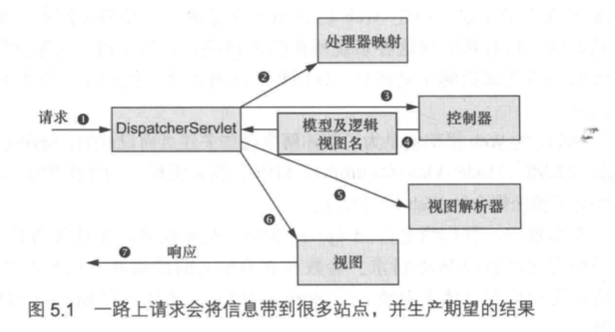 处理器映射
❷
❸
请求 ❶
DispatcherServlet
模型及逻辑
视图名
❹
控制器
❺
视图解析器
❻
❼ 响应
视图
图 5.1 一路上请求会将信息带到很多站点，并生产期望的结果